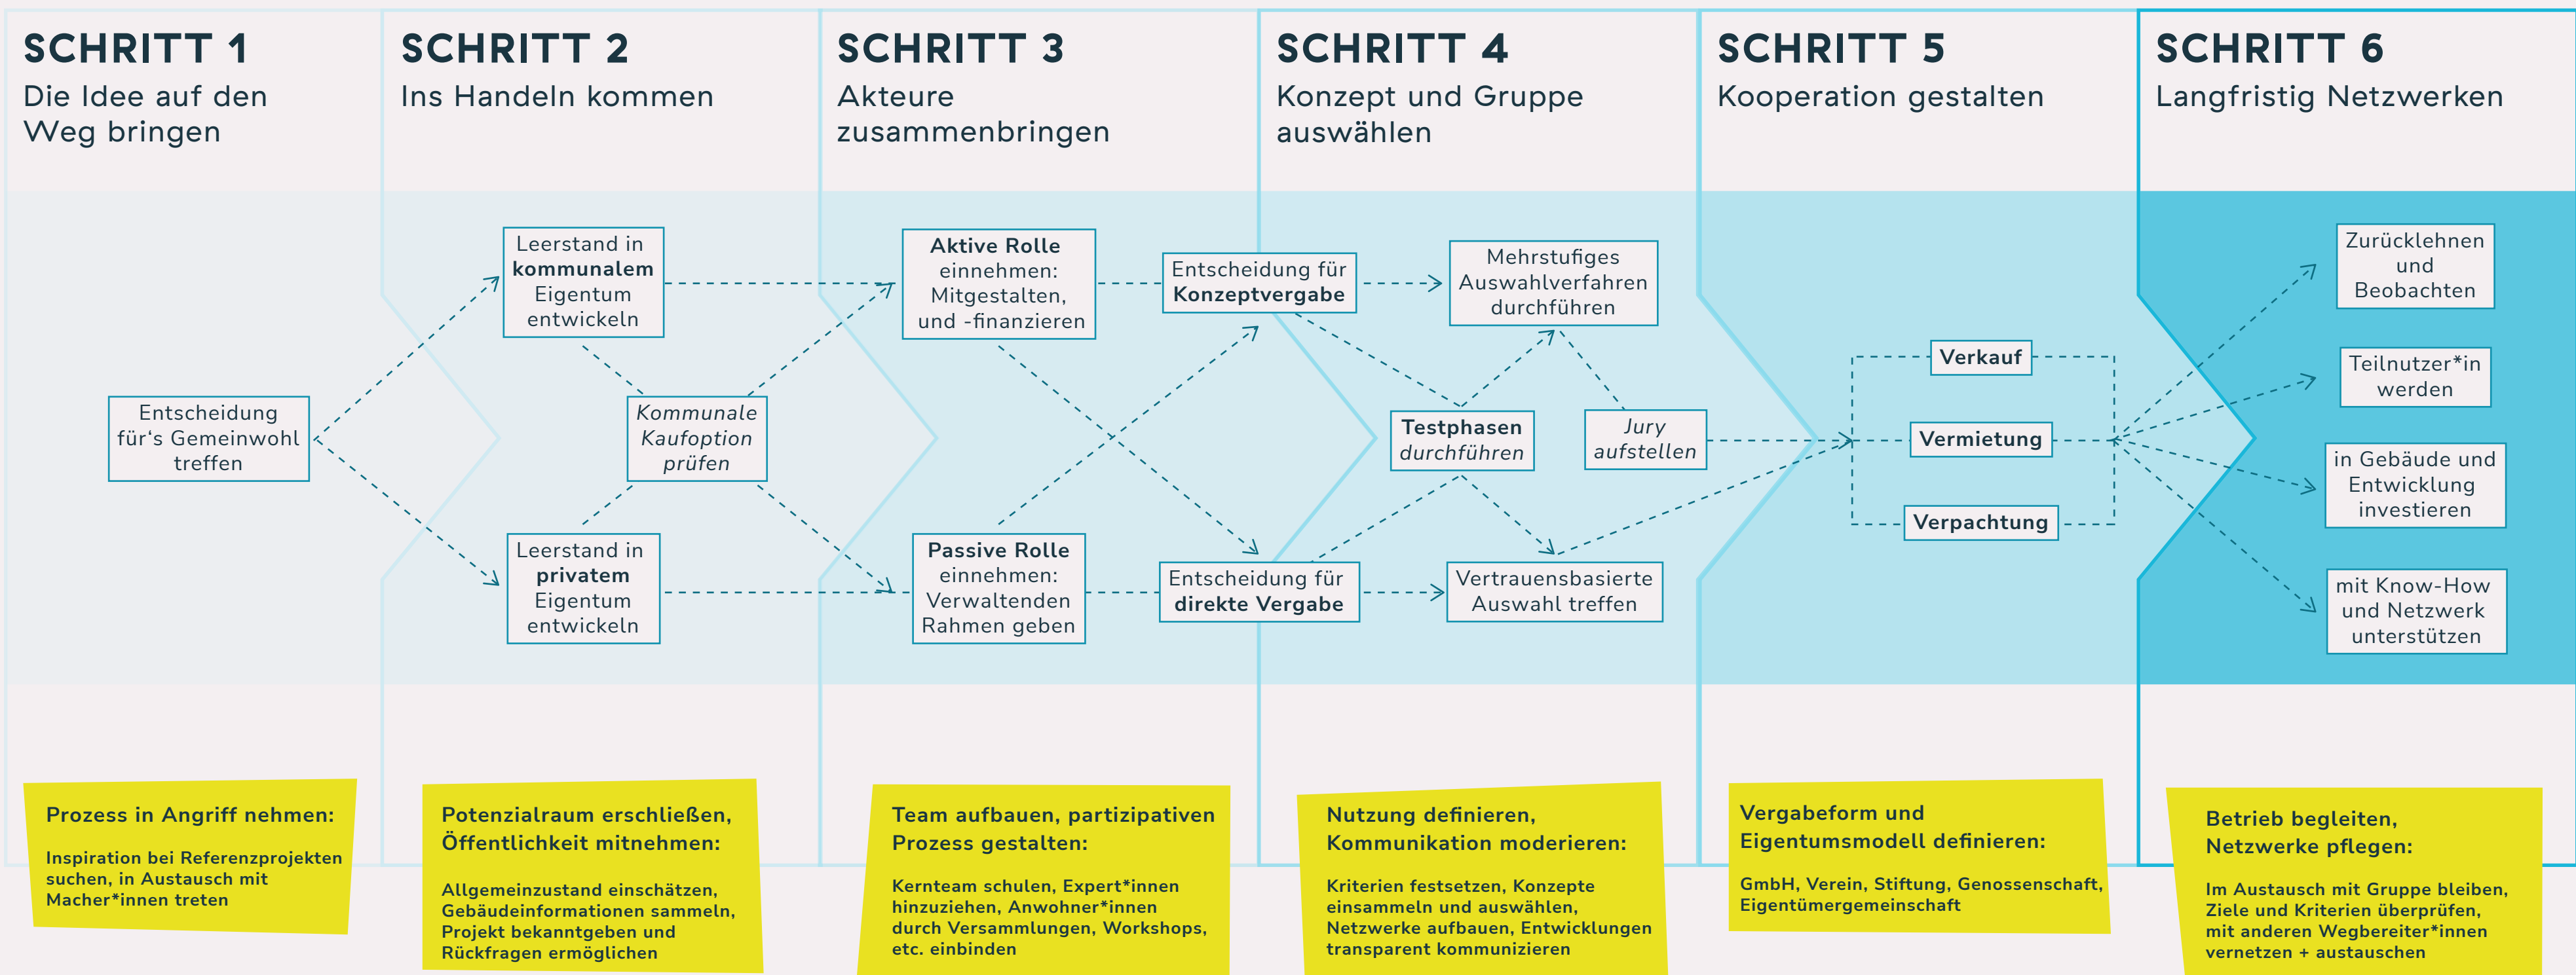 SCHRITT 1
Die Idee auf den
Weg bringen
SCHRITT 2
Ins Handeln kommen
SCHRITT 3
Akteure
zusammenbringen
SCHRITT 4
Konzept und Gruppe
auswählen
SCHRITT 5
Kooperation gestalten
SCHRITT 6
Langfristig Netzwerken
Entscheidung
für‘s Gemeinwohl
treffen
Leerstand in
kommunalem
Eigentum
entwickeln
Kommunale
Kaufoption
prüfen
Leerstand in
privatem
Eigentum
entwickeln
Aktive Rolle
einnehmen:
Mitgestalten,
und -finanzieren
Passive Rolle
einnehmen:
Verwaltenden
Rahmen geben
Entscheidung für
Konzeptvergabe
Entscheidung für
direkte Vergabe
Mehrstufiges
Auswahlverfahren
durchführen
Testphasen
durchführen
Jury
aufstellen
Vertrauensbasierte
Auswahl treffen
Verkauf
Vermietung
Verpachtung
Zurücklehnen
und
Beobachten
Teilnutzer*in
werden
in Gebäude und
Entwicklung
investieren
mit Know-How
und Netzwerk
unterstützen
Prozess in Angriff nehmen:
Inspiration bei Referenzprojekten
suchen, in Austausch mit
Macher*innen treten
Potenzialraum erschließen,
Öffentlichkeit mitnehmen:
Allgemeinzustand einschätzen,
Gebäudeinformationen sammeln,
Projekt bekanntgeben und
Rückfragen ermöglichen
Team aufbauen, partizipativen
Prozess gestalten:
Kernteam schulen, Expert*innen
hinzuziehen, Anwohner*innen
durch Versammlungen, Workshops,
etc. einbinden
Nutzung definieren,
Kommunikation moderieren:
Kriterien festsetzen, Konzepte
einsammeln und auswählen,
Netzwerke aufbauen, Entwicklungen
transparent kommunizieren
Vergabeform und
Eigentumsmodell definieren:
GmbH, Verein, Stiftung, Genossenschaft,
Eigentümergemeinschaft
Betrieb begleiten,
Netzwerke pflegen:
Im Austausch mit Gruppe bleiben,
Ziele und Kriterien überprüfen,
mit anderen Wegbereiter*innen
vernetzen + austauschen